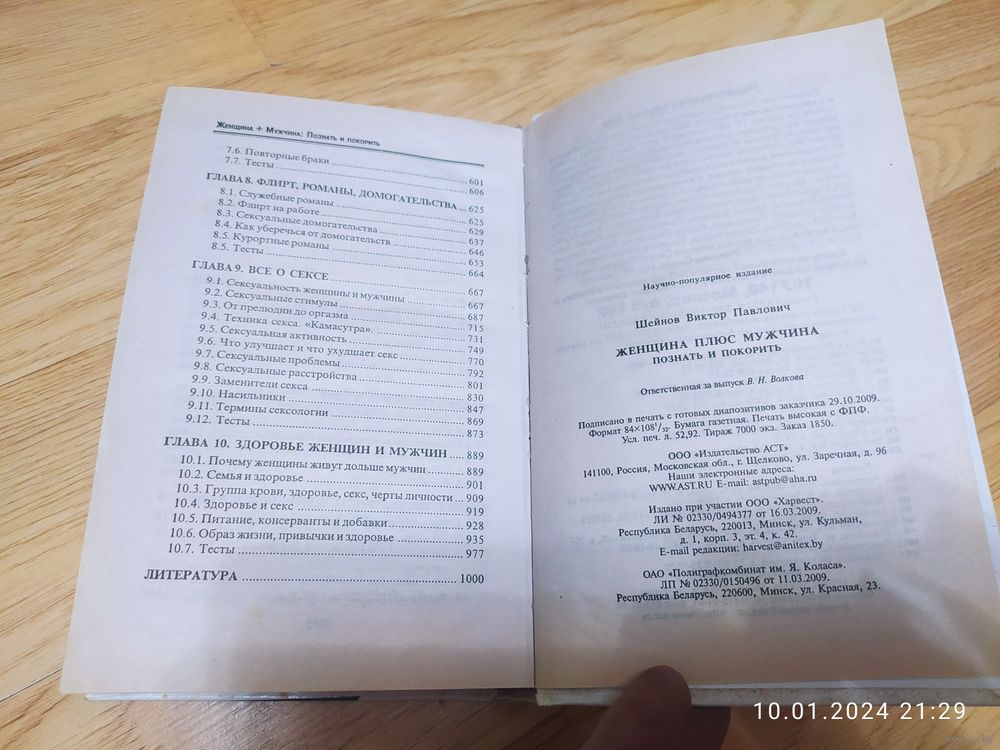 Женщина + Мужчина: Познать и покорить
7.6. Повторные браки ... 601
7.7. Тесты ... 606
ГЛАВА 8. ФЛИРТ, РОМАНЫ, ДОМОГАТЕЛЬСТВА ... 625
8.1. Служебные романы ... 625
8.2. Флирт на работе ... 629
8.3. Сексуальные домогательства ... 637
8.4. Как уберечься от домогательств ... 646
8.5. Курортные романы ... 653
8.5. Тесты ... 664
ГЛАВА 9. ВСЕ О СЕКСЕ ... 667
9.1. Сексуальность женщины и мужчины ... 667
9.2. Сексуальные стимулы ... 687
9.3. От прелюдии до оргазма ... 715
9.4. Техника секса. «Камасутра». ... 731
9.5. Сексуальная активность ... 749
9.6. Что улучшает и что ухудшает секс ... 770
9.7. Сексуальные проблемы ... 792
9.8. Сексуальные расстройства ... 801
9.9. Заменители секса ... 830
9.10. Насильники ... 847
9.11. Термины сексологии ... 869
9.12. Тесты ... 873
ГЛАВА 10. ЗДОРОВЬЕ ЖЕНЩИН И МУЖЧИН ... 889
10.1. Почему женщины живут дольше мужчин ... 889
10.2. Семья и здоровье ... 901
10.3. Группа крови, здоровье, секс, черты личности ... 909
10.4. Здоровье и секс ... 919
10.5. Питание, консерванты и добавки ... 928
10.6. Образ жизни, привычки и здоровье ... 935
10.7. Тесты ... 977
ЛИТЕРАТУРА ... 1000
Научно-популярное издание
Шейнов Виктор Павлович
ЖЕНЩИНА ПЛЮС МУЖЧИНА
ПОЗНАТЬ И ПОКОРИТЬ
Ответственная за выпуск В. Н. Волкова
Подписано в печать с готовых диапозитивов заказчика 29.10.2009.
Формат 84×108 1/32. Бумага газетная. Печать высокая с ФПФ.
Усл. печ. л. 52,92. Тираж 7000 экз. Заказ 1850.
ООО «Издательство АСТ»
141100, Россия, Московская обл., г. Щелково, ул. Заречная, д. 96
Наши электронные адреса:
WWW.AST.RU E-mail: astpub@aha.ru
Издано при участии ООО «Харвест».
ЛИ № 02330/0494377 от 16.03.2009.
Республика Беларусь, 220013, Минск, ул. Кульман,
д. 1, корп. 3, эт. 4, к. 42.
E-mail редакции: harvest@anitex.by
ОАО «Полиграфкомбинат им. Я. Коласа».
ЛП № 02330/0150496 от 11.03.2009.
Республика Беларусь, 220600, Минск, ул. Красная, 23.
10.01.2024 21:29